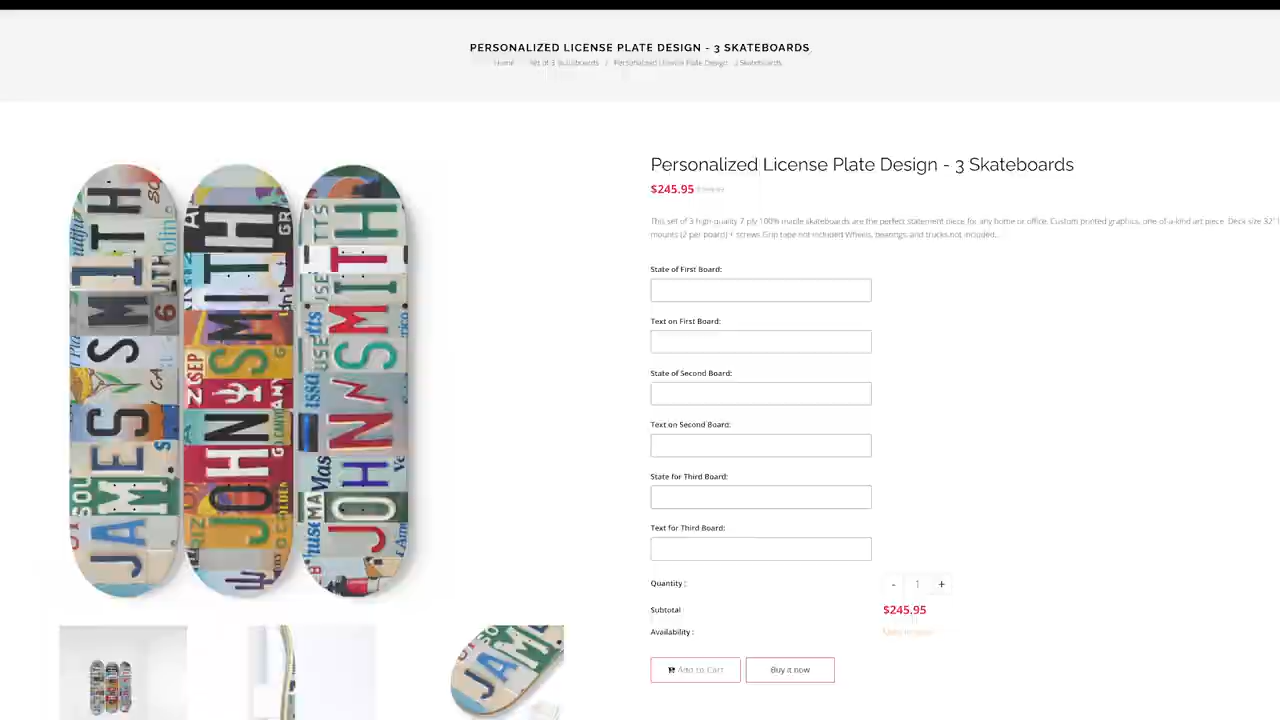 PERSONALIZED LICENSE PLATE DESIGN - 3 SKATEBOARDS
Home Set of 3 Skateboards / Personalized License Plate Design - 3 Skateboards
JAMES SMITH
JOHN SMITH
JOHN SMITH
Personalized License Plate Design - 3 Skateboards
$245.95
This set of 3 high quality 7 ply 100% maple skateboards are the perfect statement piece for any home or office. Custom printed graphics, one-of-a-kind art piece. Deck size 32"
mounts (2 per board) + screws Grip tape not included Wheels, bearings, and trucks not included.
State of First Board:
Text on First Board:
State of Second Board:
Text on Second Board:
State for Third Board:
Text for Third Board:
Quantity : - 1 +
Subtotal $245.95
Availability :
Add to Cart Buy it now
JAMES